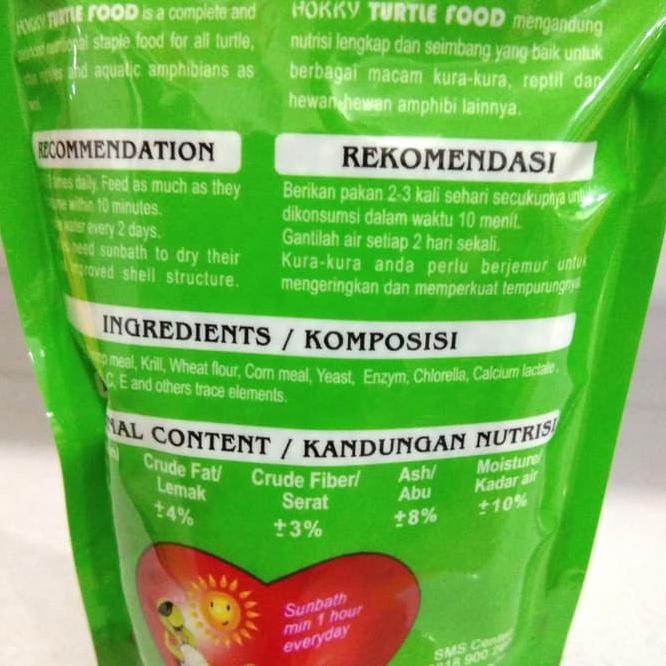 HOKKY TURTLE FOOD is a complete and
nutritional staple food for all turtle,
and aquatic amphibians as
HOKKY TURTLE FOOD mengandung
nutrisi lengkap dan seimbang yang baik untuk
berbagai macam kura-kura, reptil dan
hewan-hewan amphibi lainnya.
RECOMMENDATION
times daily. Feed as much as they
within 10 minutes.
water every 2 days.
need sunbath to dry their
improved shell structure.
REKOMENDASI
Berikan pakan 2-3 kali sehari secukupnya untuk
dikonsumsi dalam waktu 10 menit.
Gantilah air setiap 2 hari sekali.
Kura-kura anda perlu berjemur untuk
mengeringkan dan memperkuat tempurungnya
INGREDIENTS / KOMPOSISI
meal, Krill, Wheat flour, Corn meal, Yeast, Enzym, Chlorella, Calcium lactate,
C, E and others trace elements.
CONTENT / KANDUNGAN NUTRISI
Crude Fat/
Lemak
±4%
Crude Fiber/
Serat
±3%
Ash/
Abu
±8%
Moisture/
Kadar air
±10%
Sunbath
min 1 hour
everyday
SMS